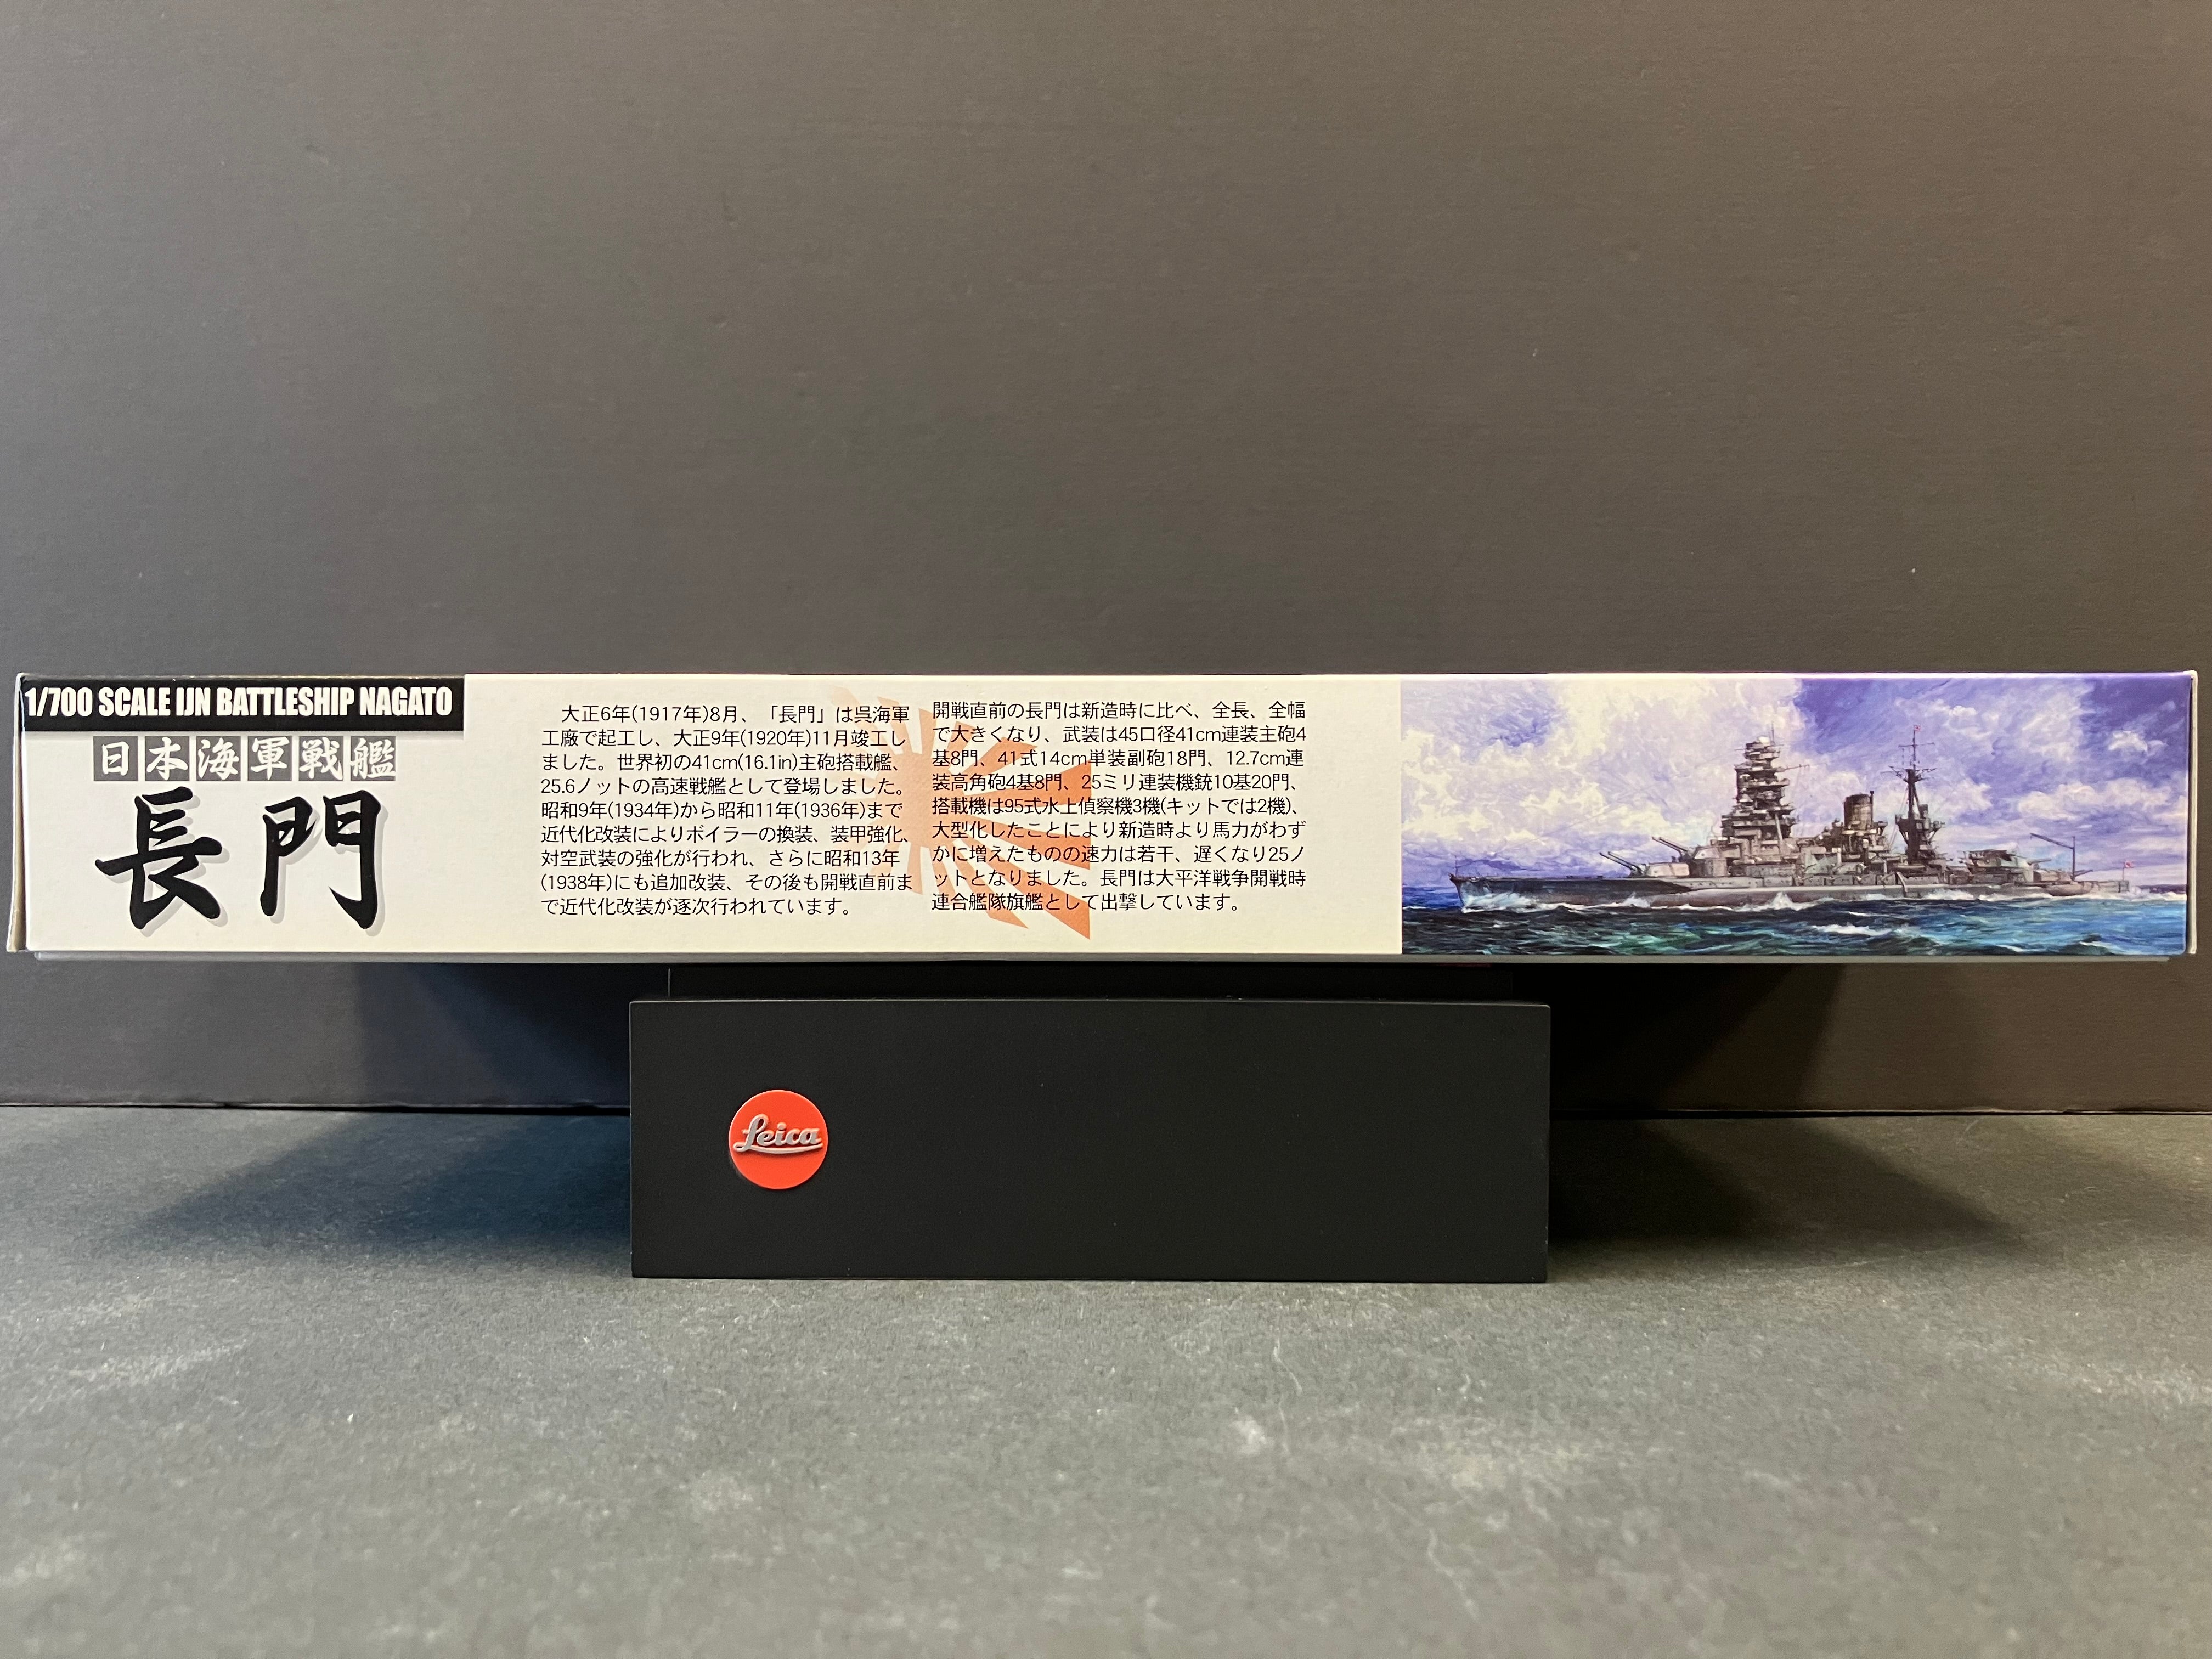 1/700 SCALE IJN BATTLESHIP NAGATO
日本海軍戦艦
長門
大正6年(1917年)8月、「長門」は呉海軍
工廠で起工し、大正9年(1920年)11月竣工し
ました。世界初の41cm(16.1in)主砲搭載艦、
25.6ノットの高速戦艦として登場しました。
昭和9年(1934年)から昭和11年(1936年)まで
近代化改装によりボイラーの換装、装甲強化、
対空武装の強化が行われ、さらに昭和13年
(1938年)にも追加改装、その後も開戦直前ま
で近代化改装が逐次行われています。
開戦直前の長門は新造時に比べ、全長、全幅
で大きくなり、武装は45口径41cm連装主砲4
基8門、41式14cm単装副砲18門、12.7cm連
装高角砲4基8門、25ミリ連装機銃10基20門、
搭載機は95式水上偵察機3機(キットでは2機)、
大型化したことにより新造時より馬力がわず
かに増えたものの速力は若干、遅くなり25ノ
ットとなりました。長門は大平洋戦争開戦時
連合艦隊旗艦として出撃しています。
Leica